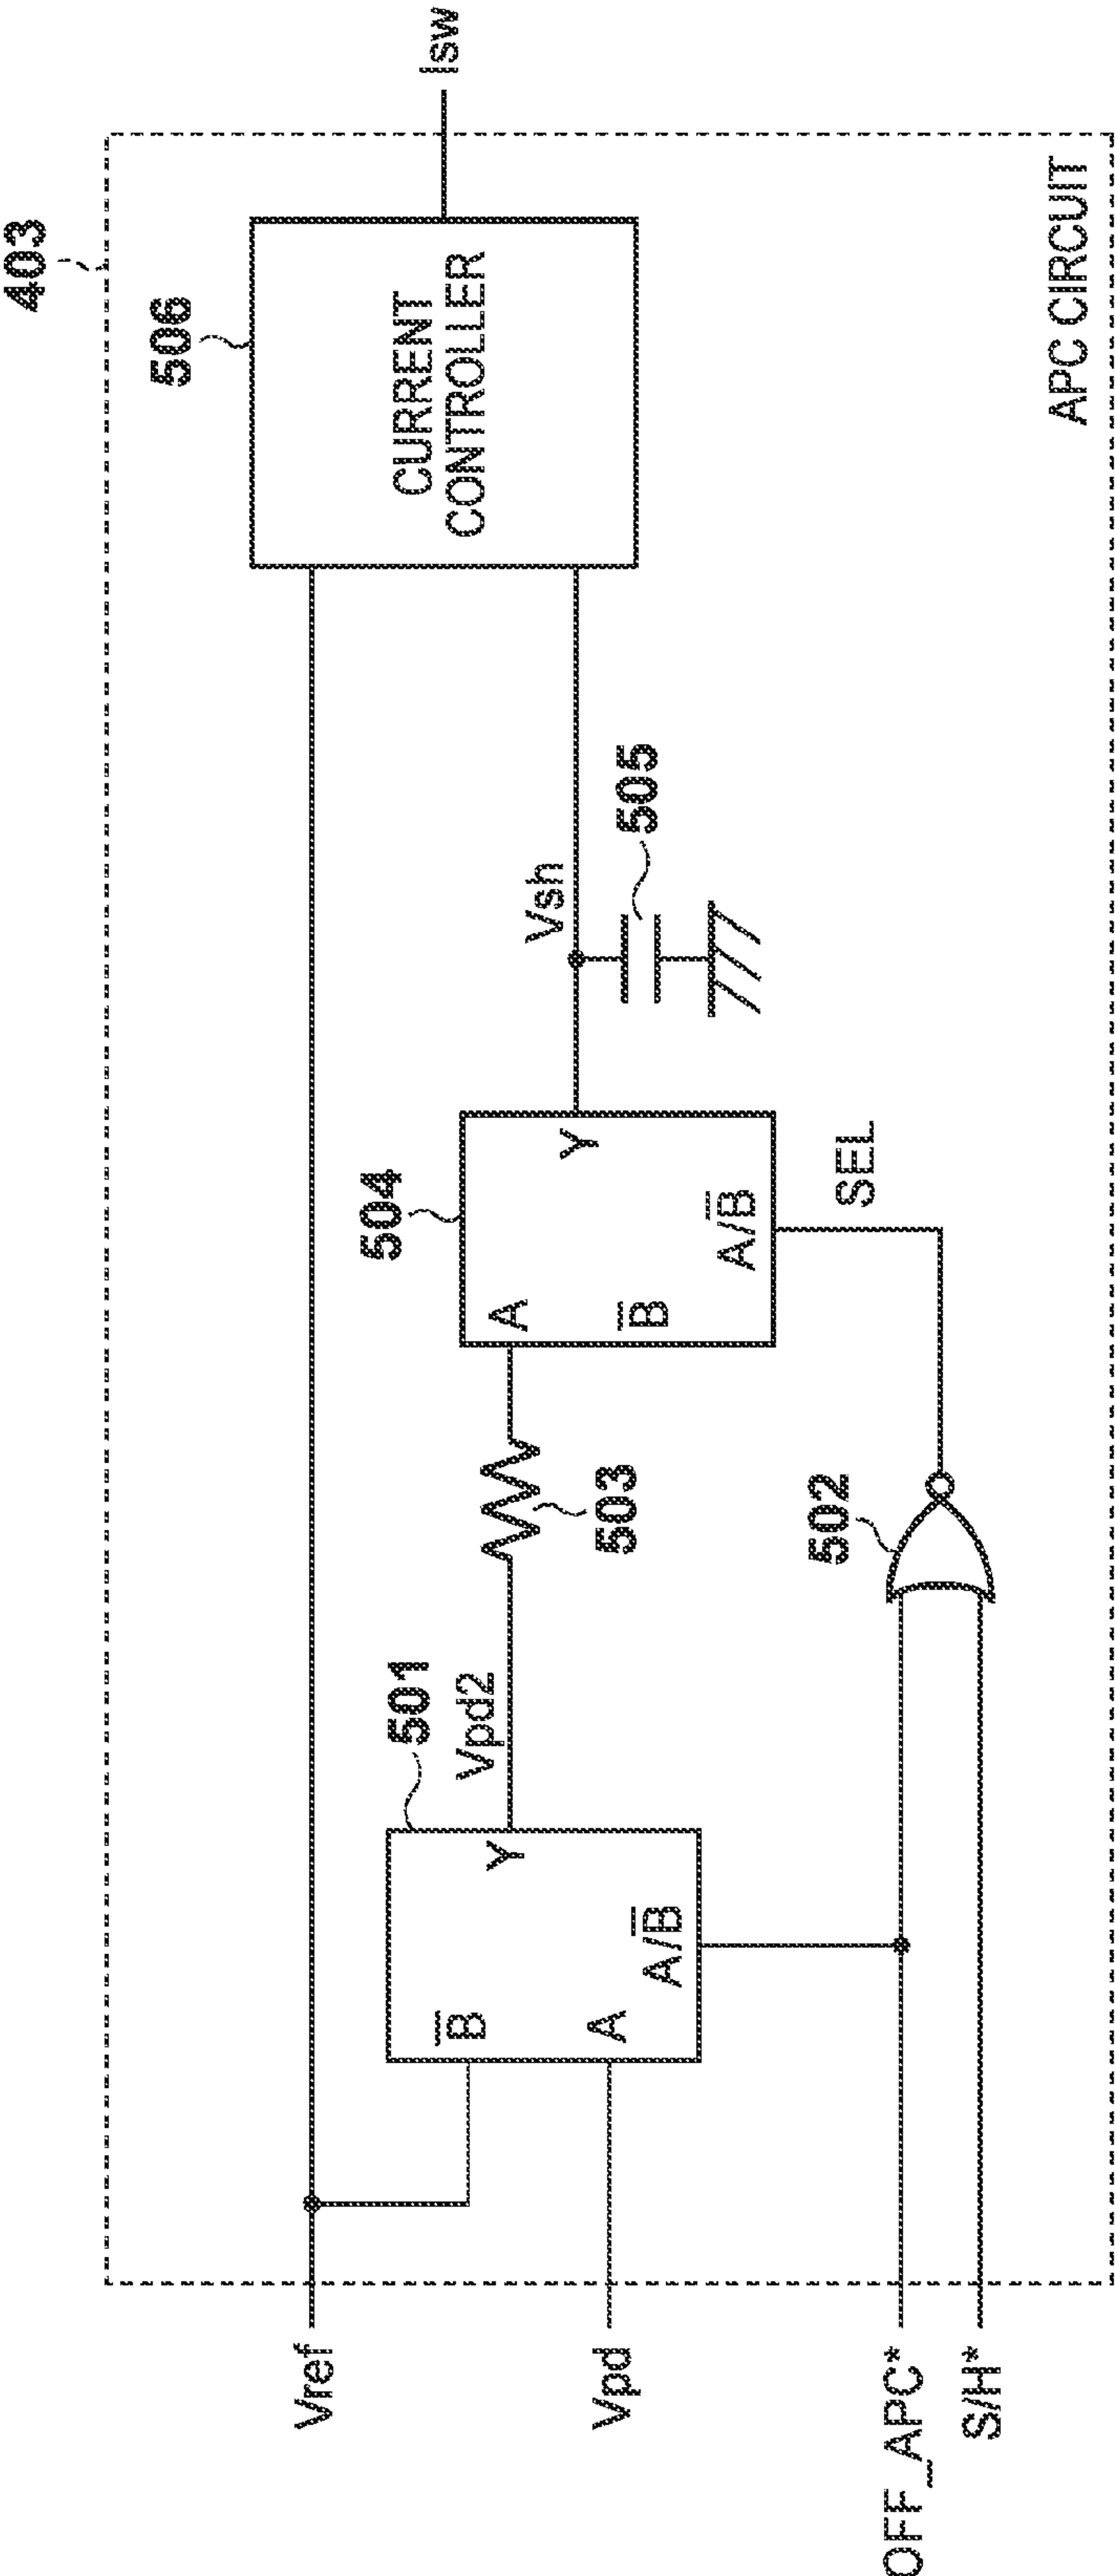 403
506
CURRENT
CONTROLLER
Isw
Vref
Vpd
OFF_APC*
S/H*
501
B̅
A
Y
A/B̅
Vpd2
503
504
A
B̅
Y
A/B̅
SEL
502
Vsh
505
APC CIRCUIT